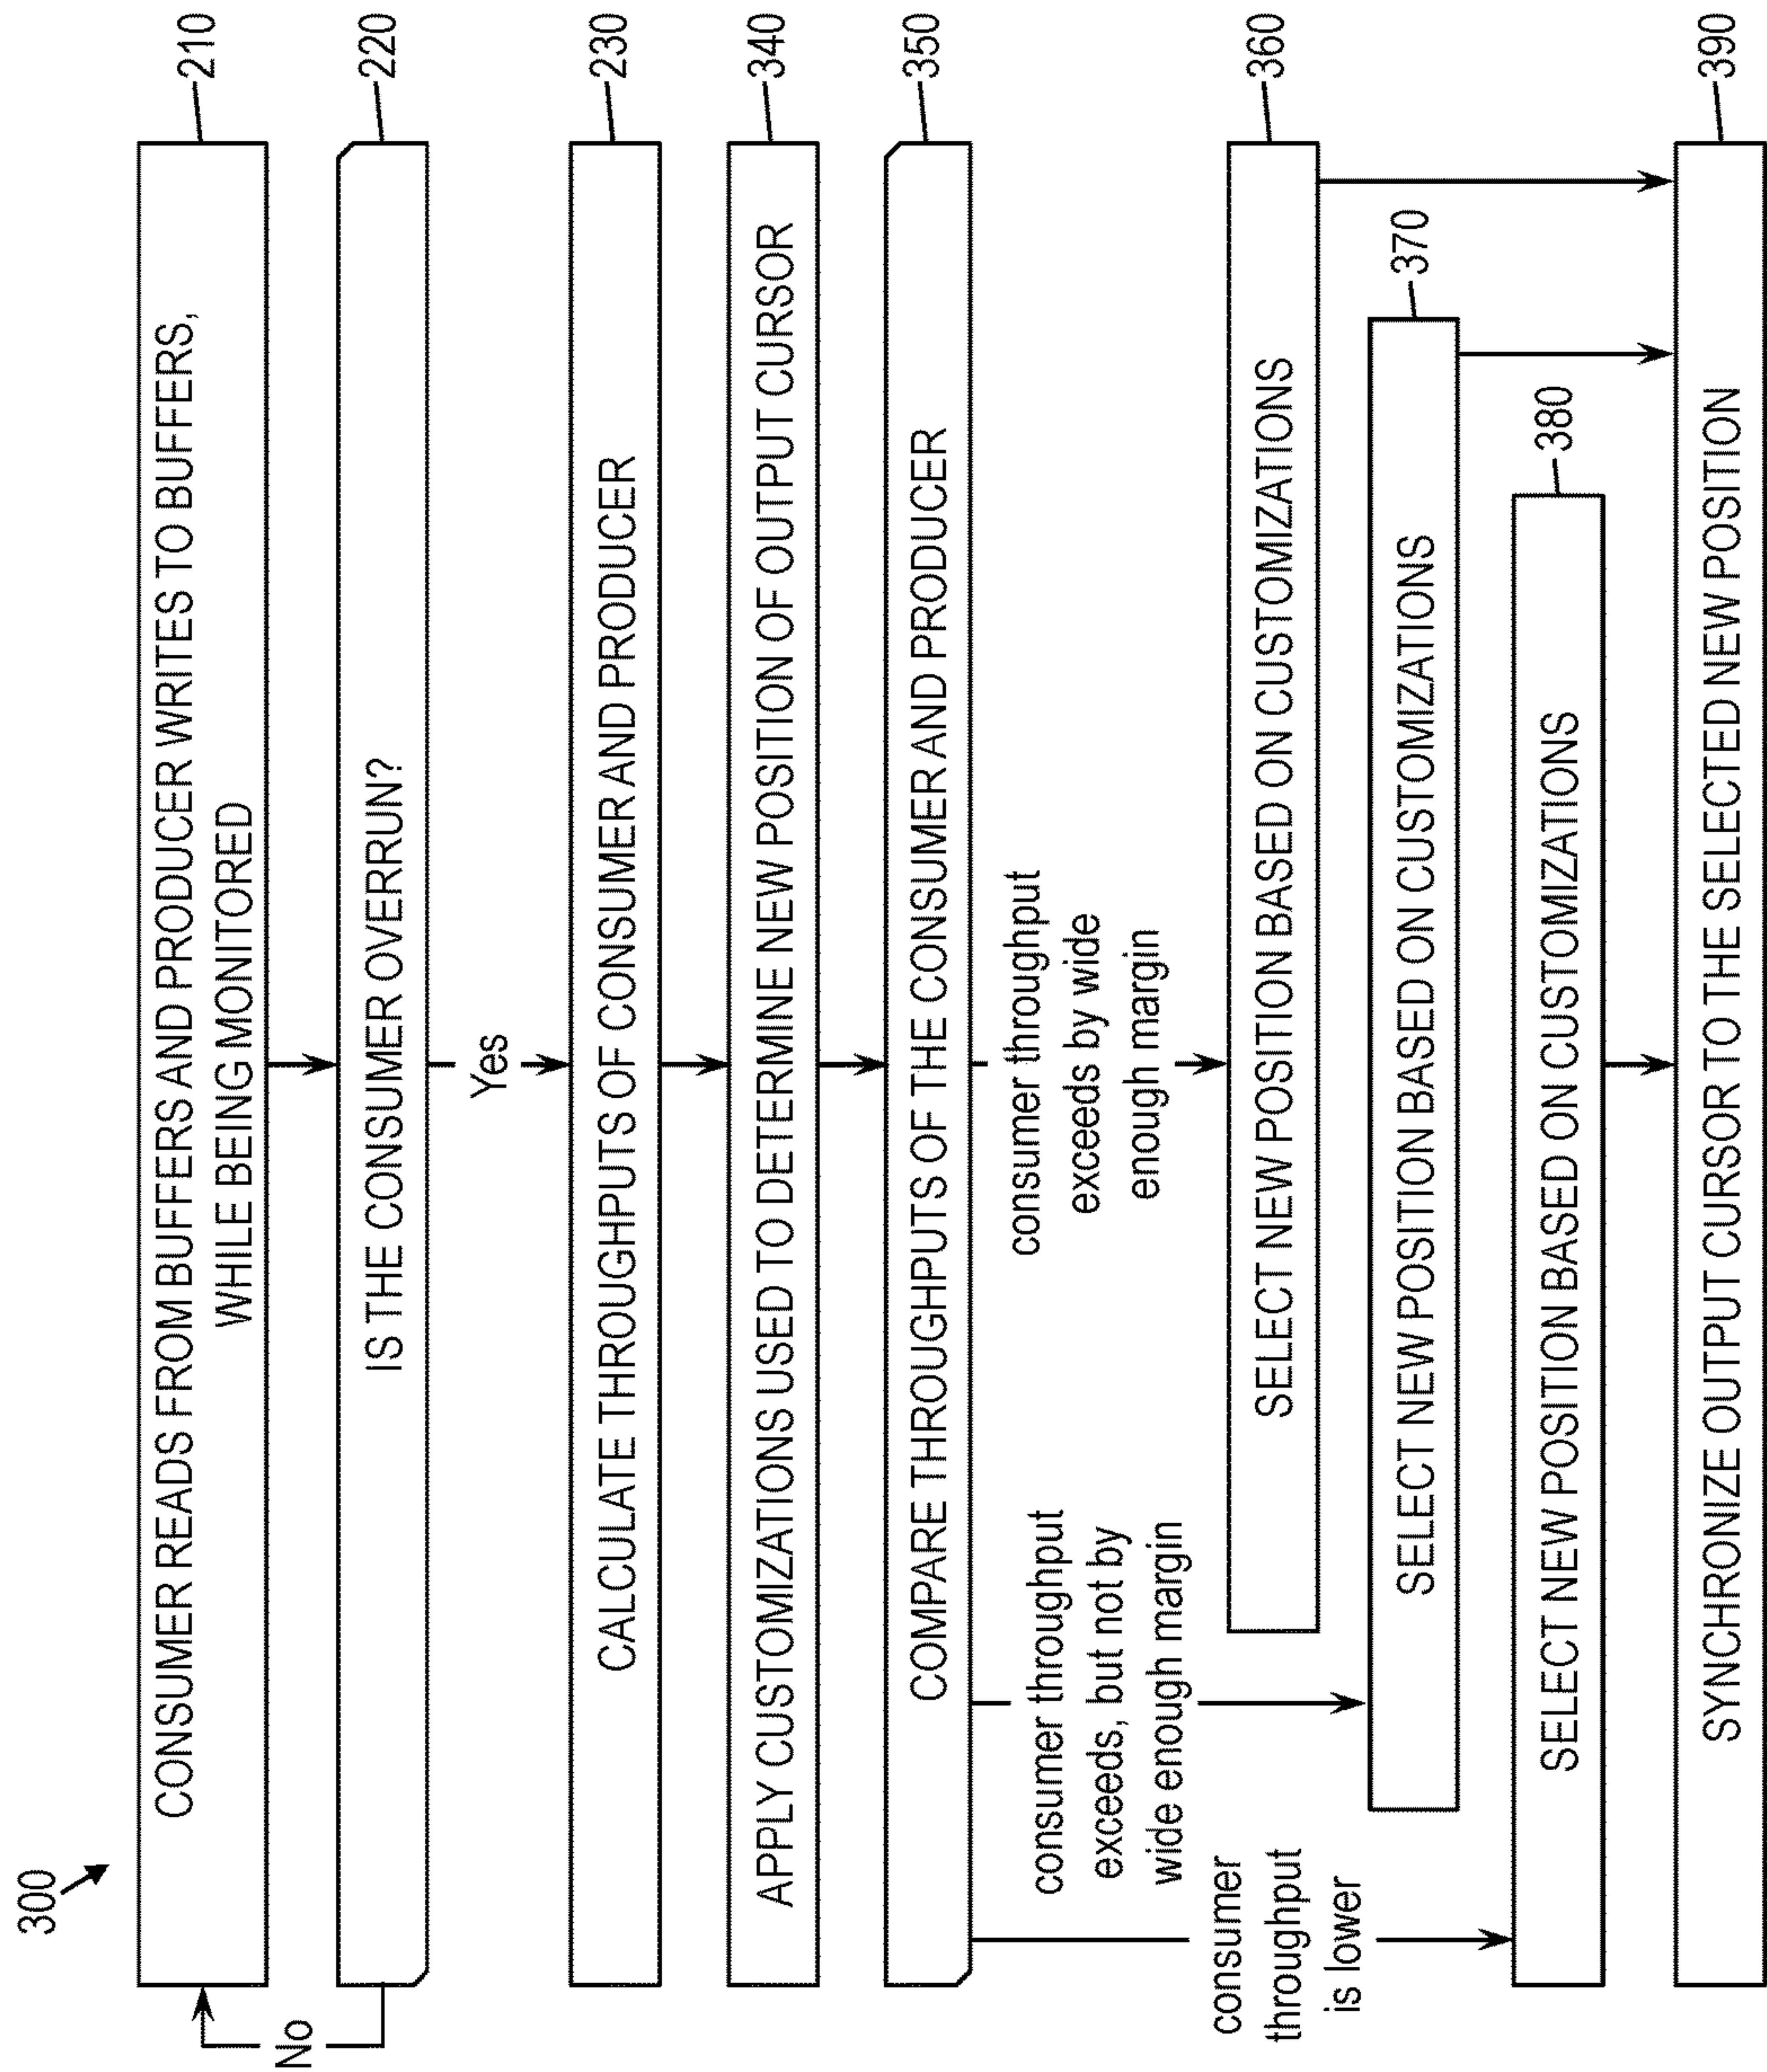 300
CONSUMER READS FROM BUFFERS AND PRODUCER WRITES TO BUFFERS,
WHILE BEING MONITORED
210
No
IS THE CONSUMER OVERRUN?
220
Yes
CALCULATE THROUGHPUTS OF CONSUMER AND PRODUCER
230
APPLY CUSTOMIZATIONS USED TO DETERMINE NEW POSITION OF OUTPUT CURSOR
340
COMPARE THROUGHPUTS OF THE CONSUMER AND PRODUCER
350
consumer
throughput
is lower
consumer throughput
exceeds, but not by
wide enough margin
consumer throughput
exceeds by wide
enough margin
SELECT NEW POSITION BASED ON CUSTOMIZATIONS
360
SELECT NEW POSITION BASED ON CUSTOMIZATIONS
370
SELECT NEW POSITION BASED ON CUSTOMIZATIONS
380
SYNCHRONIZE OUTPUT CURSOR TO THE SELECTED NEW POSITION
390